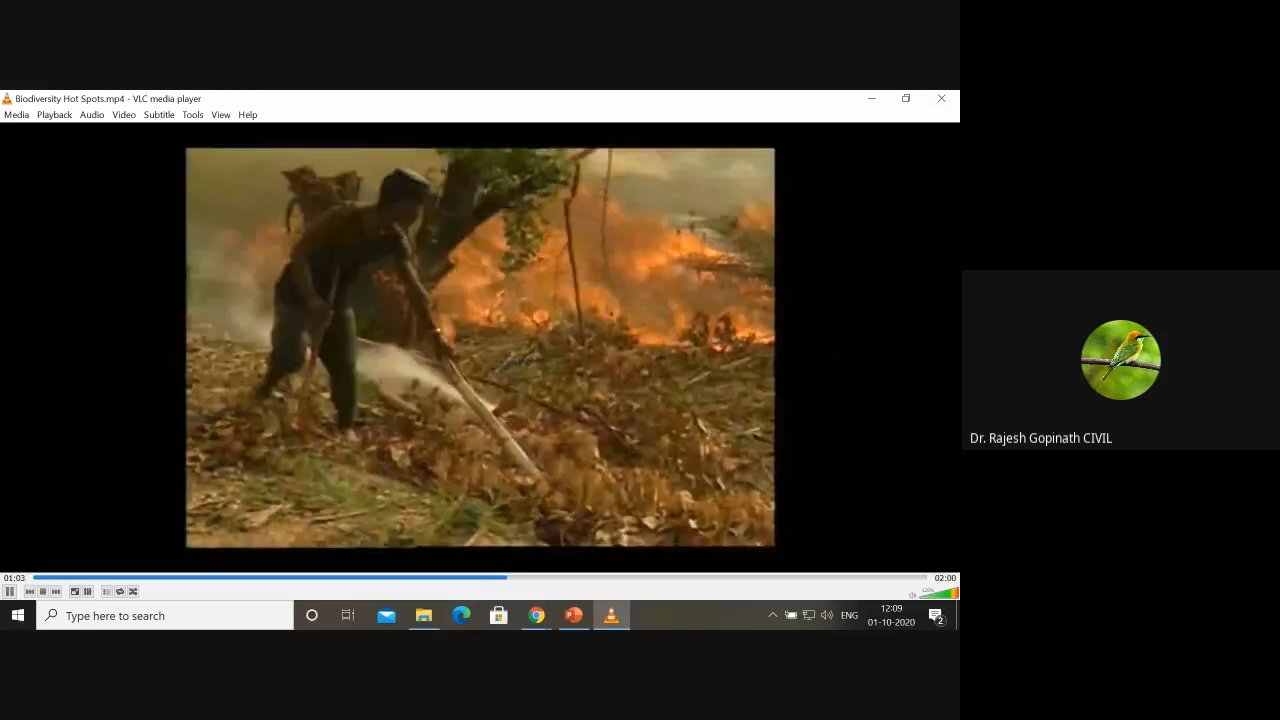 Biodiversity Hot Spots.mp4 - VLC media player
Media Playback Audio Video Subtitle Tools View Help
Dr. Rajesh Gopinath CIVIL
01:03 02:00
Type here to search
ENG
12:09
01-10-2020
2